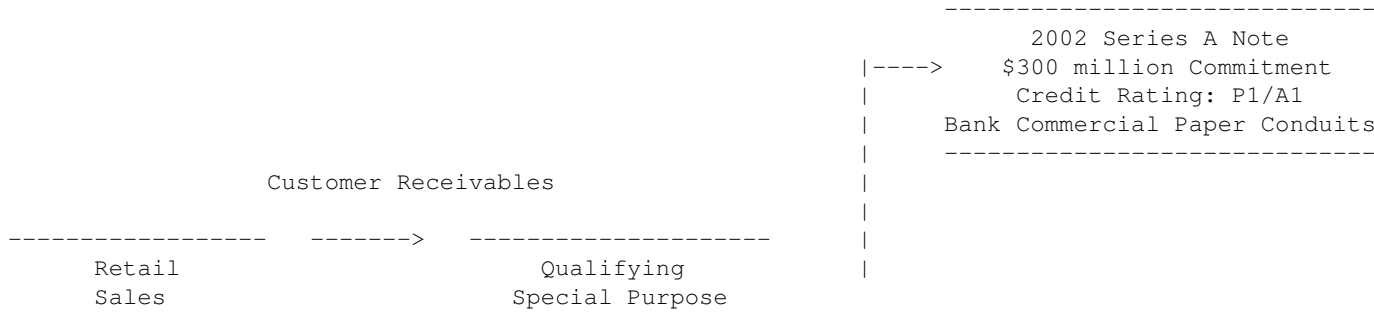 ------------------------------
2002 Series A Note
|----> $300 million Commitment
| Credit Rating: P1/A1
| Bank Commercial Paper Conduits
| ------------------------------
Customer Receivables |
|
------------------ -------> --------------------- |
Retail Qualifying |
Sales Special Purpose